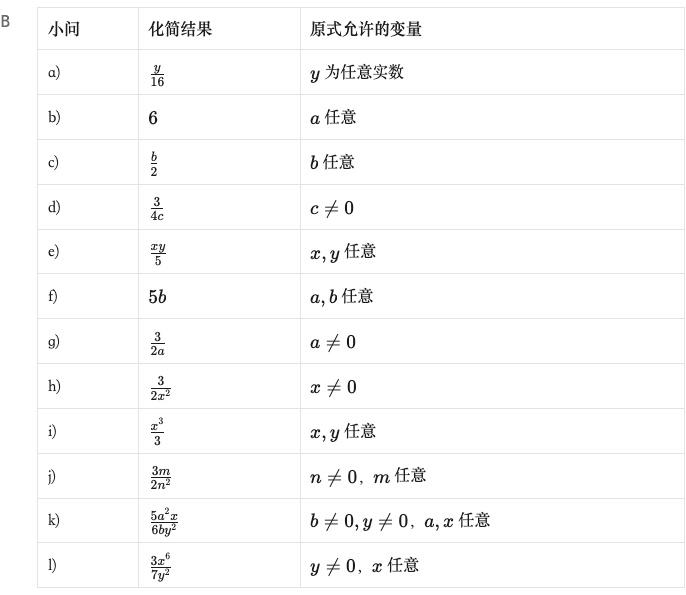 B
小问 化简结果 原式允许的变量
a) y/16 y 为任意实数
b) 6 a 任意
c) b/2 b 任意
d) 3/4c c ≠ 0
e) xy/5 x, y 任意
f) 5b a, b 任意
g) 3/2a a ≠ 0
h) 3/2x² x ≠ 0
i) x³/3 x, y 任意
j) 3m/2n² n ≠ 0，m 任意
k) 5a²x/6by² b ≠ 0, y ≠ 0，a, x 任意
l) 3x⁶/7y² y ≠ 0，x 任意